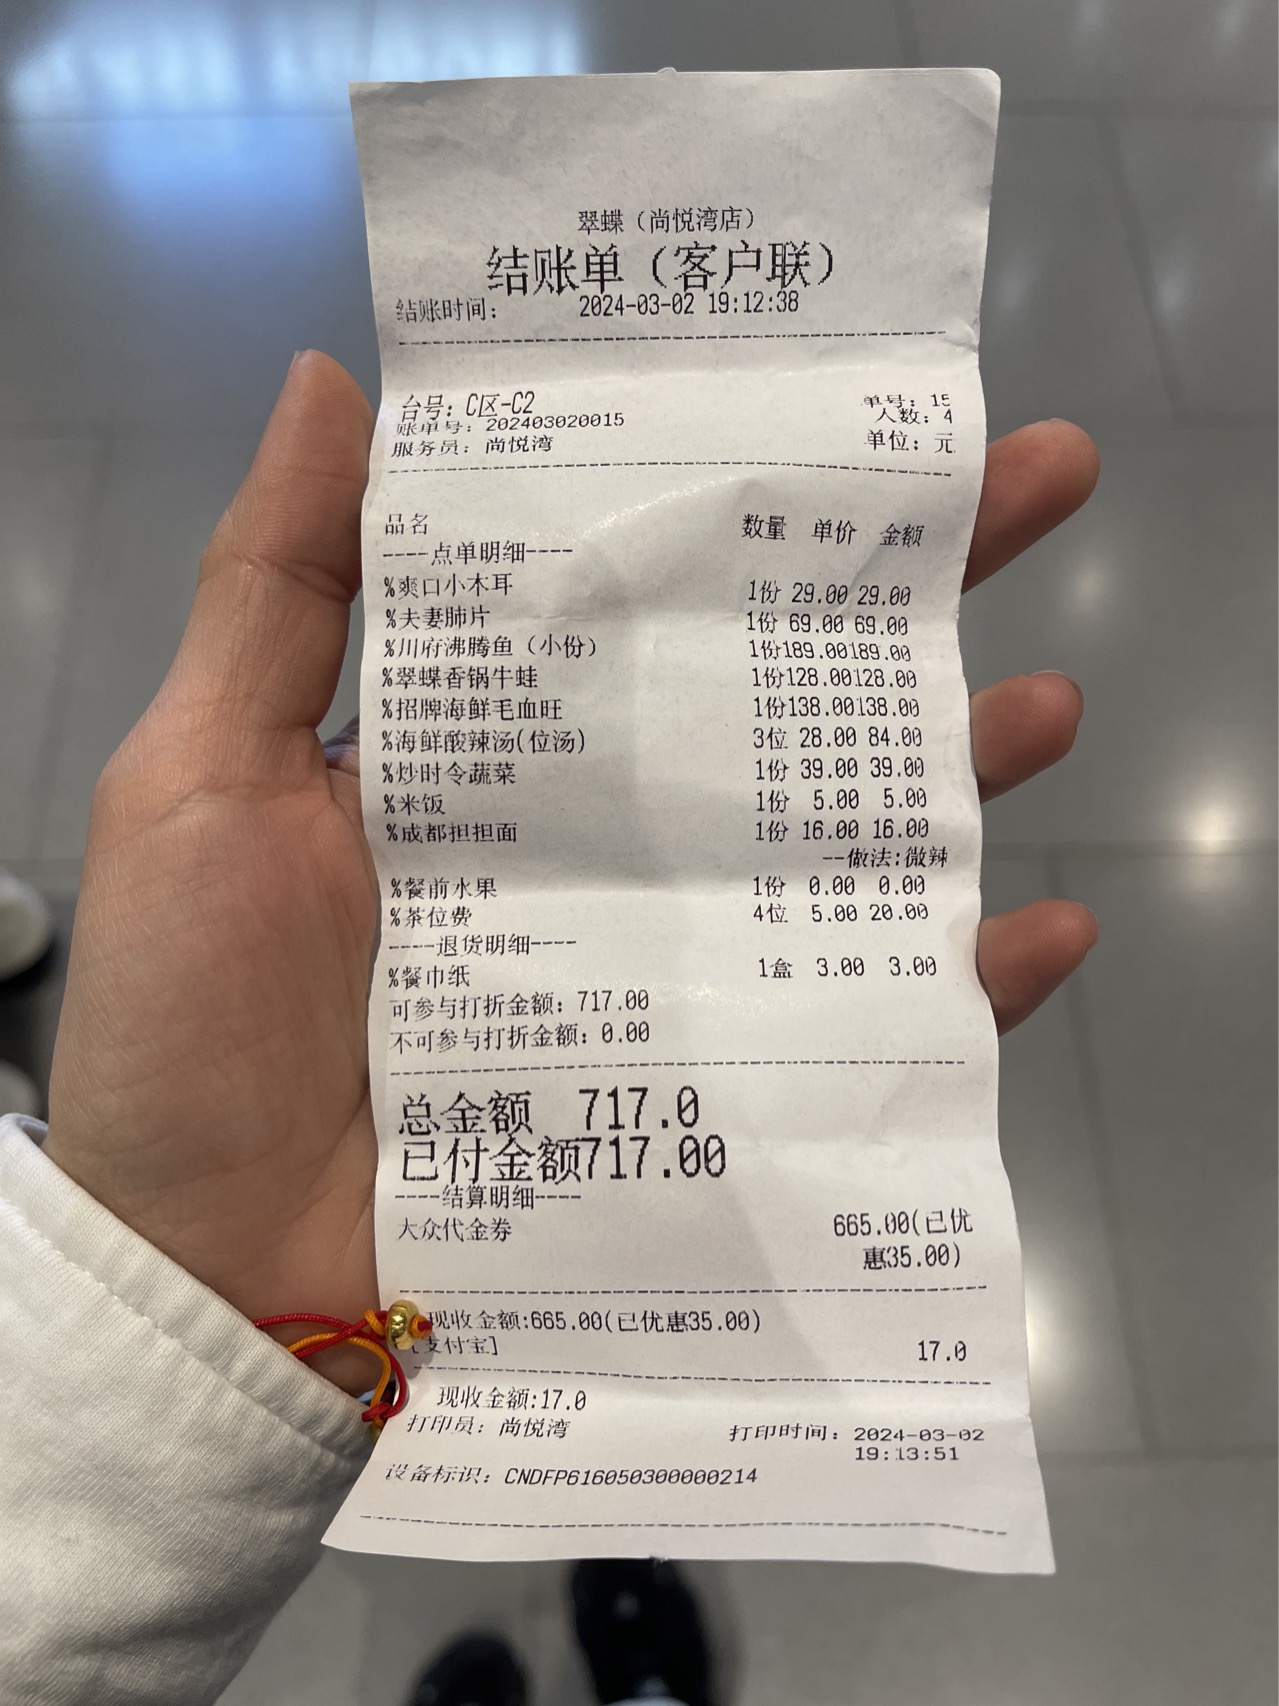 翠蝶（尚悦湾店）
结账单（客户联）
结账时间： 2024-03-02 19:12:38
台号：C区-C2 单号：15
账单号：202403020015 人数：4
服务员：尚悦湾 单位：元
品名 数量 单价 金额
----点单明细----
%爽口小木耳 1份 29.00 29.00
%夫妻肺片 1份 69.00 69.00
%川府沸腾鱼（小份） 1份189.00189.00
%翠蝶香锅牛蛙 1份128.00128.00
%招牌海鲜毛血旺 1份138.00138.00
%海鲜酸辣汤(位汤) 3位 28.00 84.00
%炒时令蔬菜 1份 39.00 39.00
%米饭 1份 5.00 5.00
%成都担担面 1份 16.00 16.00
--做法:微辣
%餐前水果 1份 0.00 0.00
%茶位费 4位 5.00 20.00
----退货明细----
%餐巾纸 1盒 3.00 3.00
可参与打折金额：717.00
不可参与打折金额：0.00
总金额 717.0
已付金额717.00
----结算明细----
大众代金券 665.00(已优
惠35.00)
现收金额:665.00(已优惠35.00)
[支付宝] 17.0
现收金额:17.0
打印员：尚悦湾 打印时间：2024-03-02
19:13:51
设备标识：CNDFP616050300000214